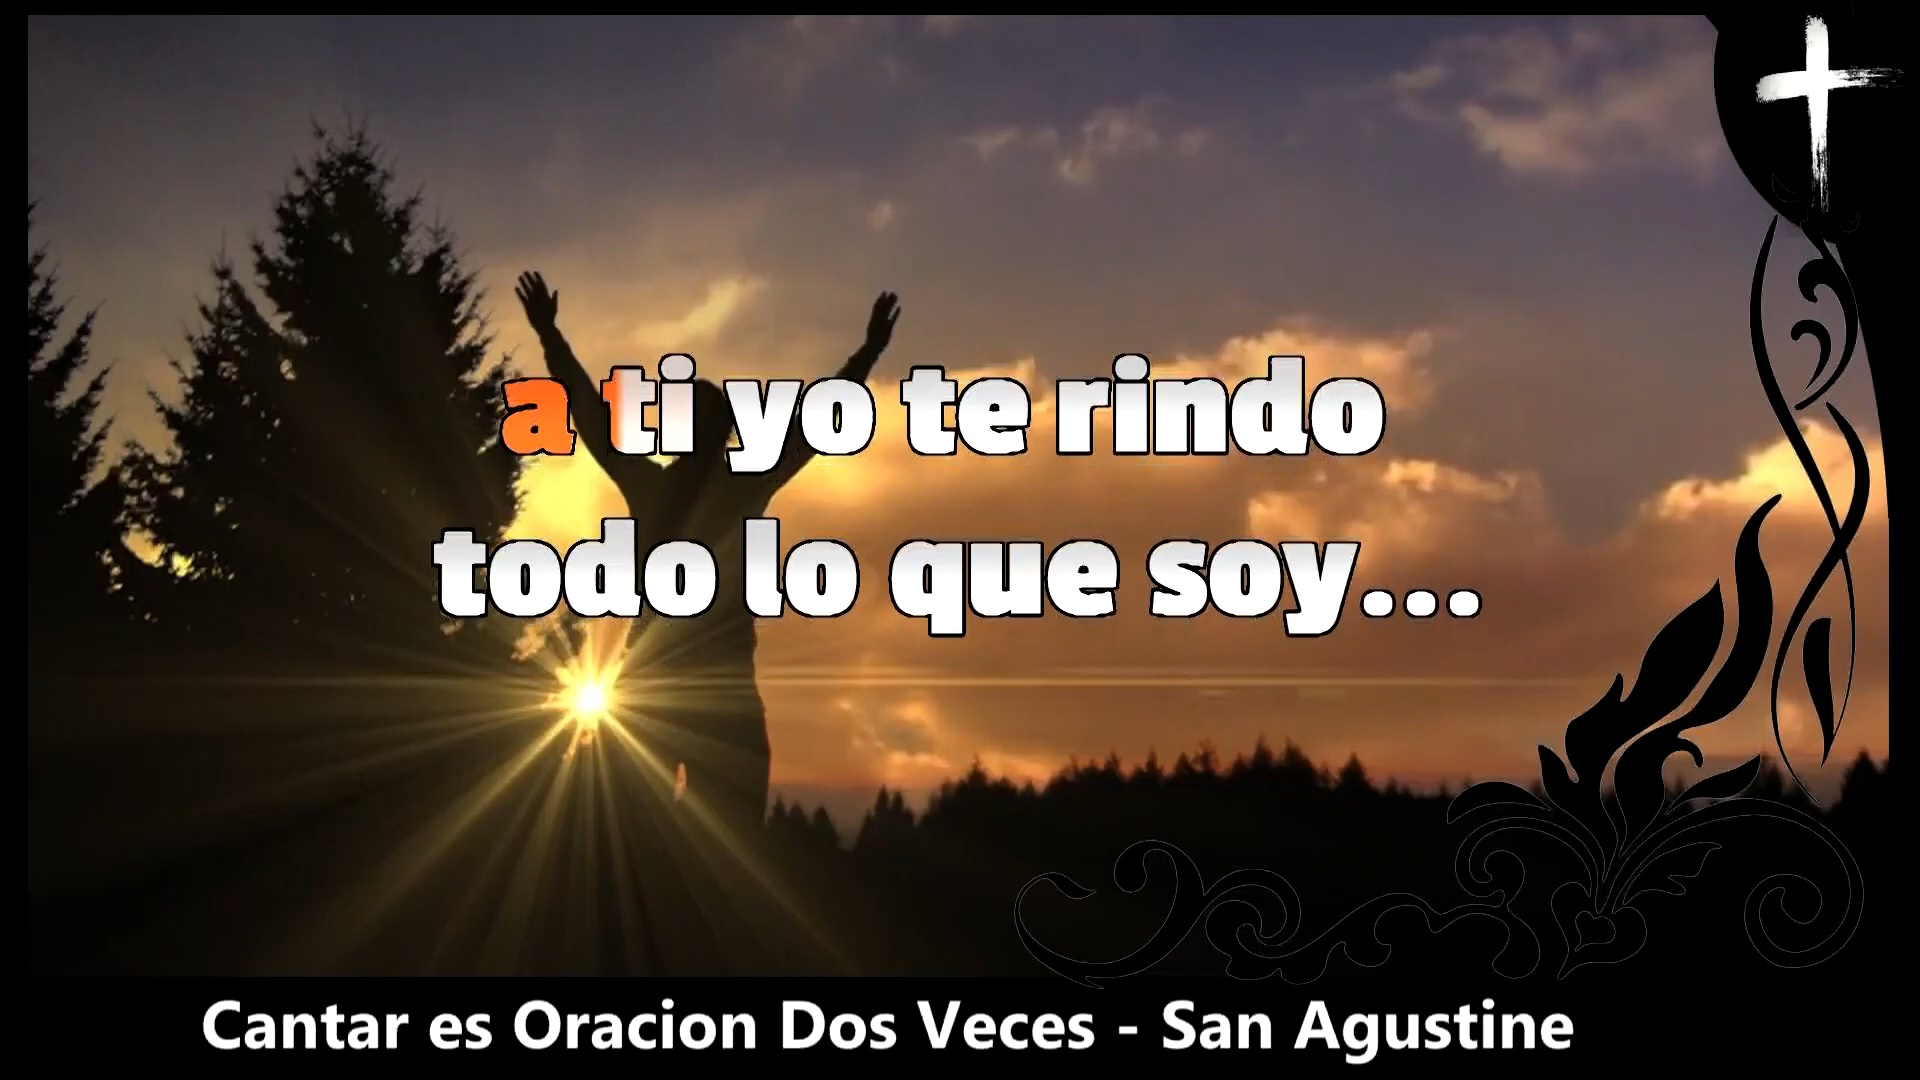 a ti yo te rindo
todo lo que soy...
Cantar es Oracion Dos Veces - San Agustine